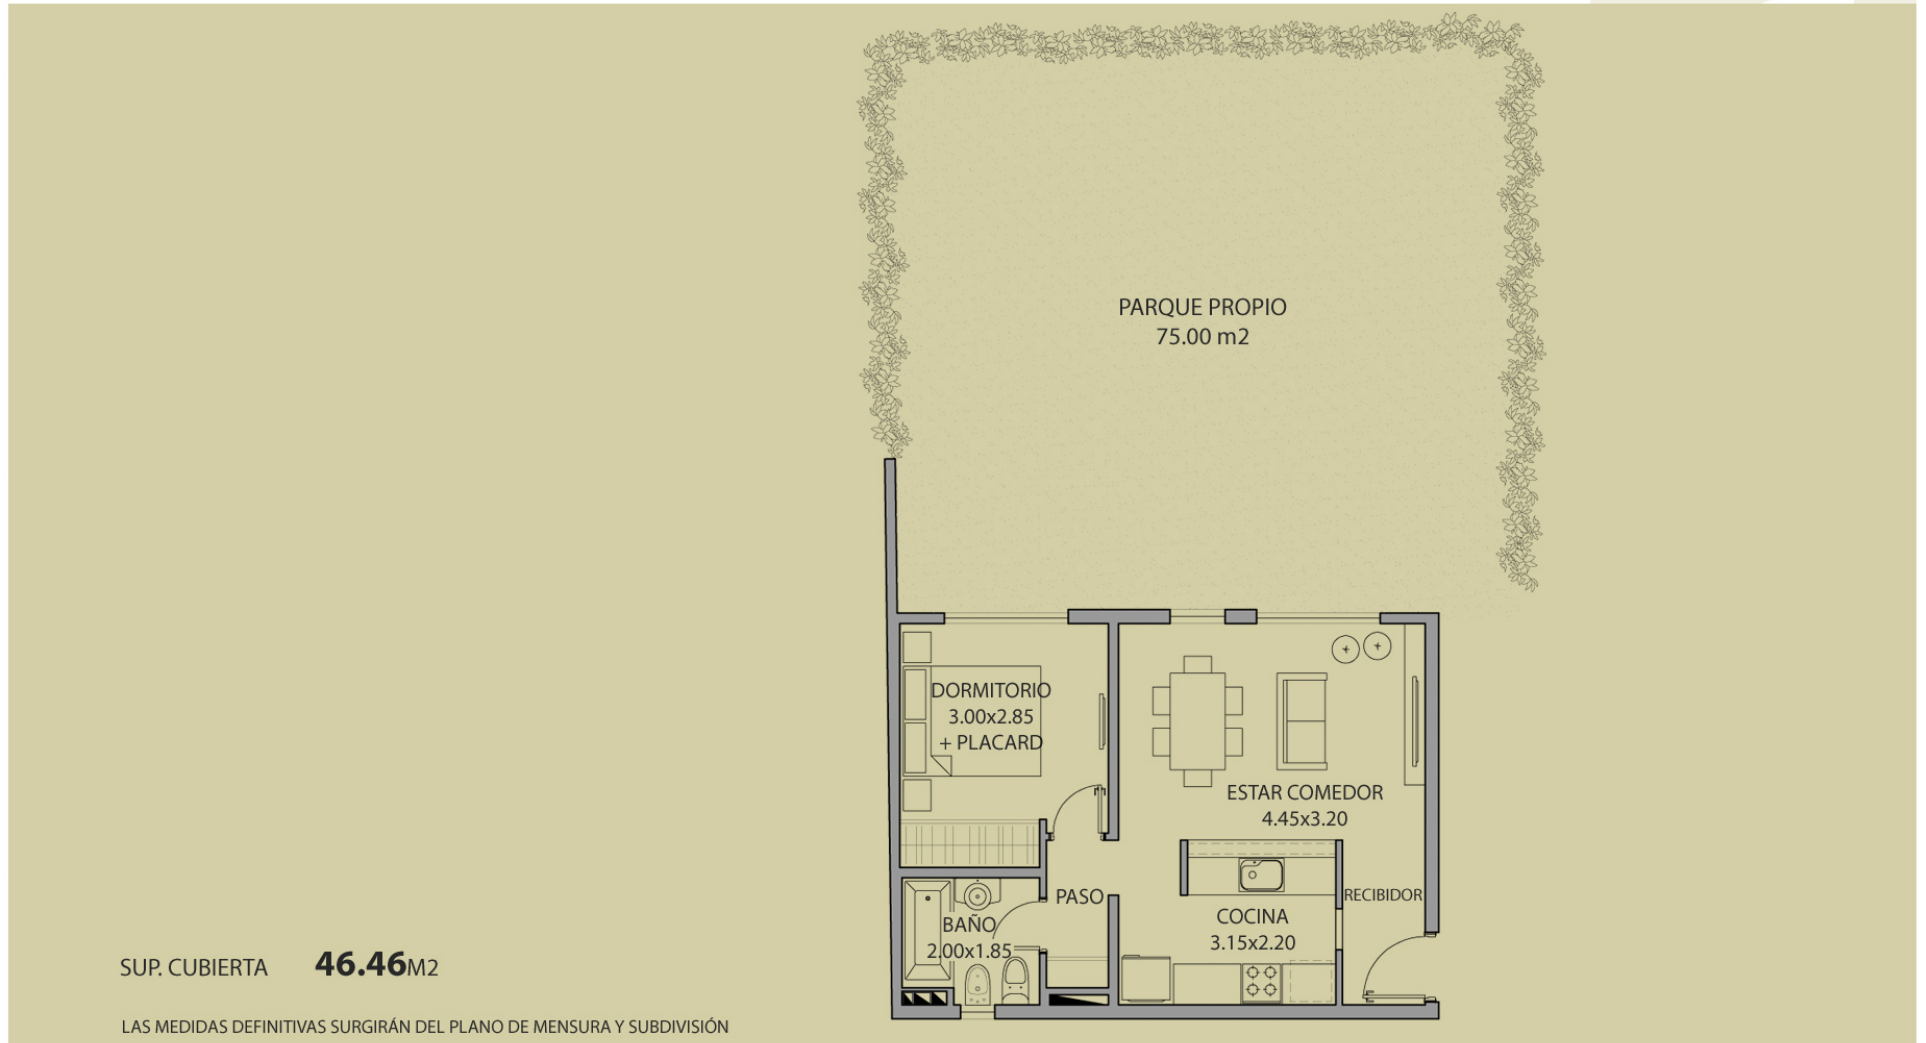 PARQUE PROPIO
75.00 m2
DORMITORIO
3.00x2.85
+ PLACARD
ESTAR COMEDOR
4.45x3.20
PASO
RECIBIDOR
COCINA
3.15x2.20
BAÑO
2.00x1.85
SUP. CUBIERTA 46.46M2
LAS MEDIDAS DEFINITIVAS SURGIRÁN DEL PLANO DE MENSURA Y SUBDIVISIÓN